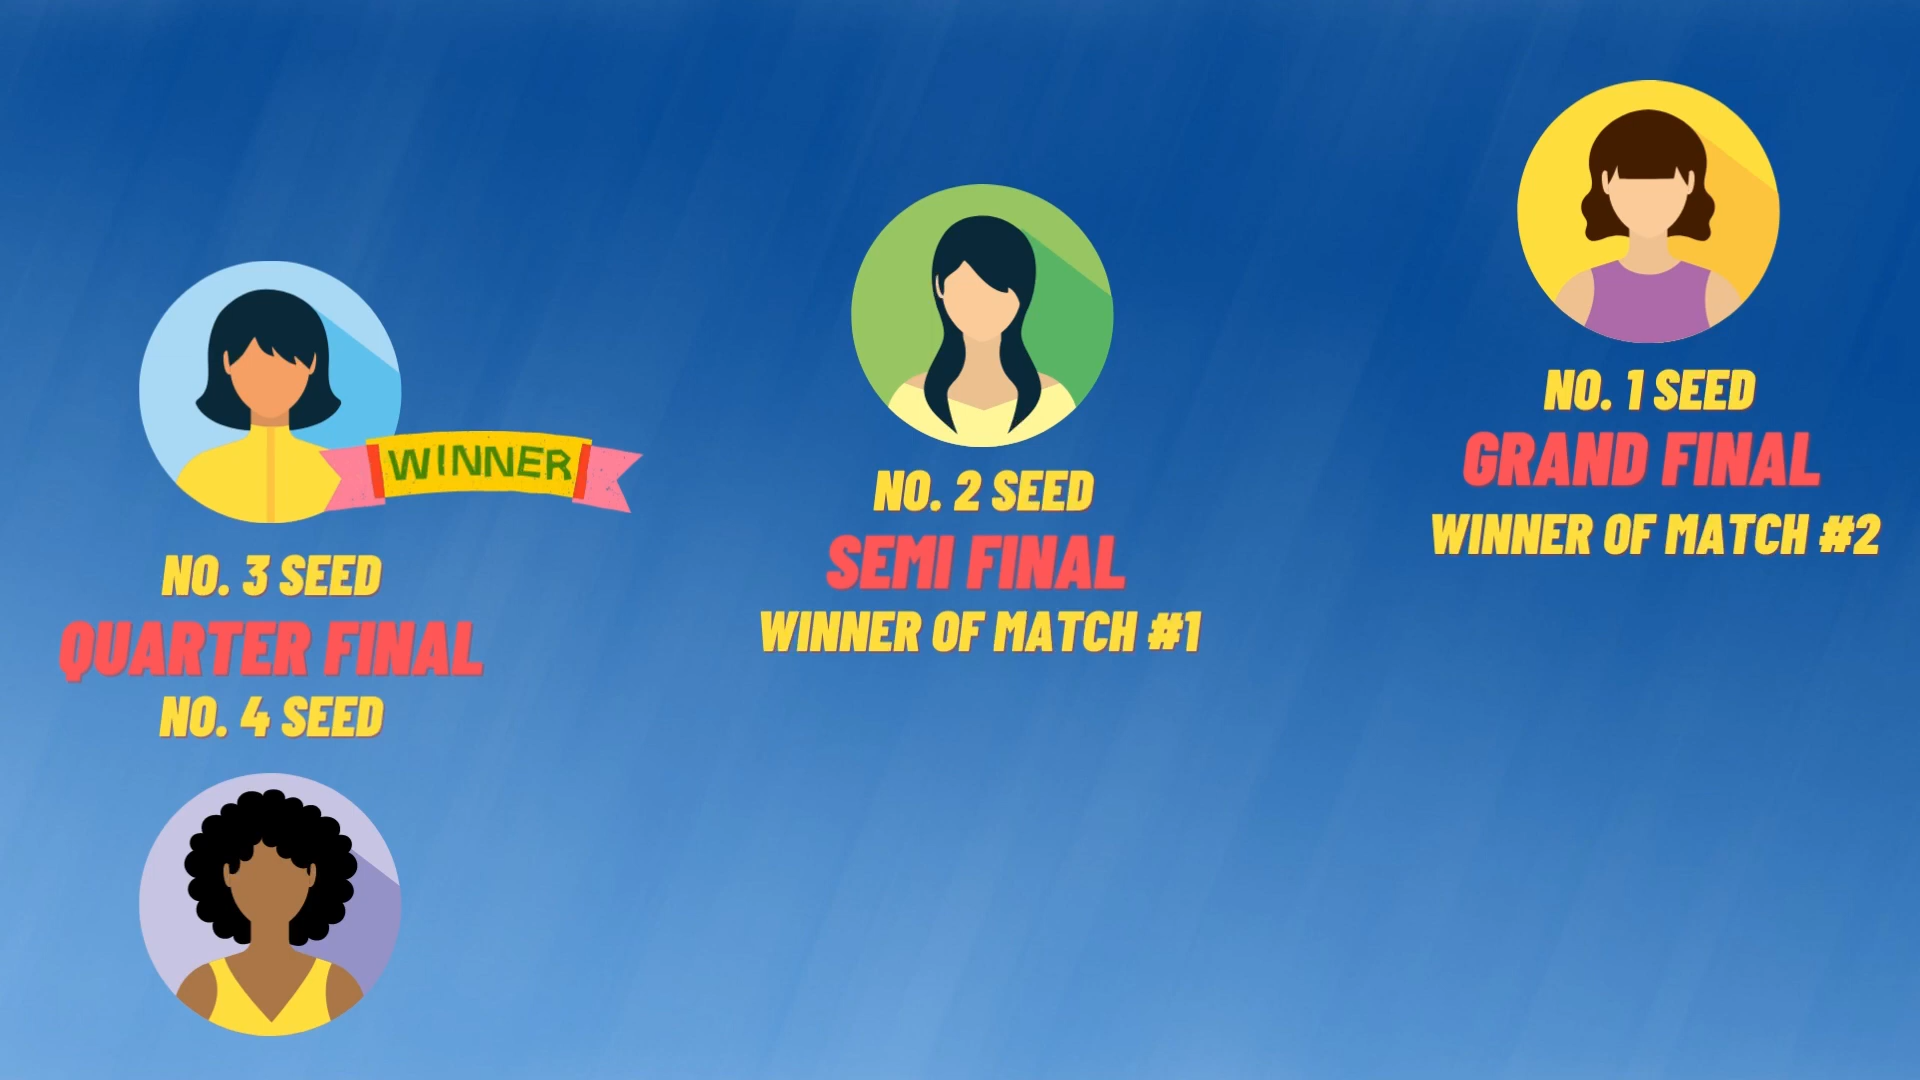 WINNER
NO. 3 SEED
QUARTER FINAL
NO. 4 SEED
NO. 2 SEED
SEMI FINAL
WINNER OF MATCH #1
NO. 1 SEED
GRAND FINAL
WINNER OF MATCH #2